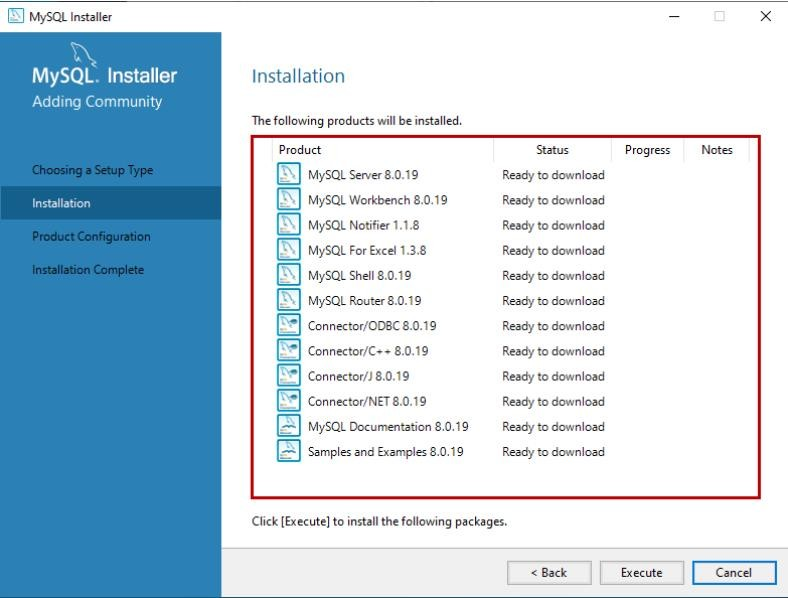 MySQL Installer
MySQL. Installer
Adding Community
Choosing a Setup Type
Installation
Product Configuration
Installation Complete
Installation
The following products will be installed.
Product Status Progress Notes
MySQL Server 8.0.19 Ready to download
MySQL Workbench 8.0.19 Ready to download
MySQL Notifier 1.1.8 Ready to download
MySQL For Excel 1.3.8 Ready to download
MySQL Shell 8.0.19 Ready to download
MySQL Router 8.0.19 Ready to download
Connector/ODBC 8.0.19 Ready to download
Connector/C++ 8.0.19 Ready to download
Connector/J 8.0.19 Ready to download
Connector/NET 8.0.19 Ready to download
MySQL Documentation 8.0.19 Ready to download
Samples and Examples 8.0.19 Ready to download
Click [Execute] to install the following packages.
< Back Execute Cancel